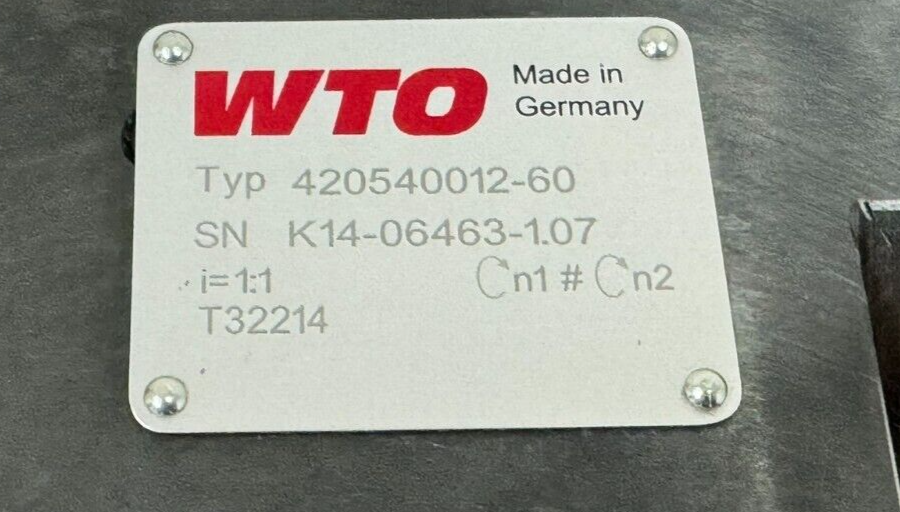 WTO
Made in
Germany
Typ 420540012-60
SN K14-06463-1.07
i=1:1 n1 # n2
T32214